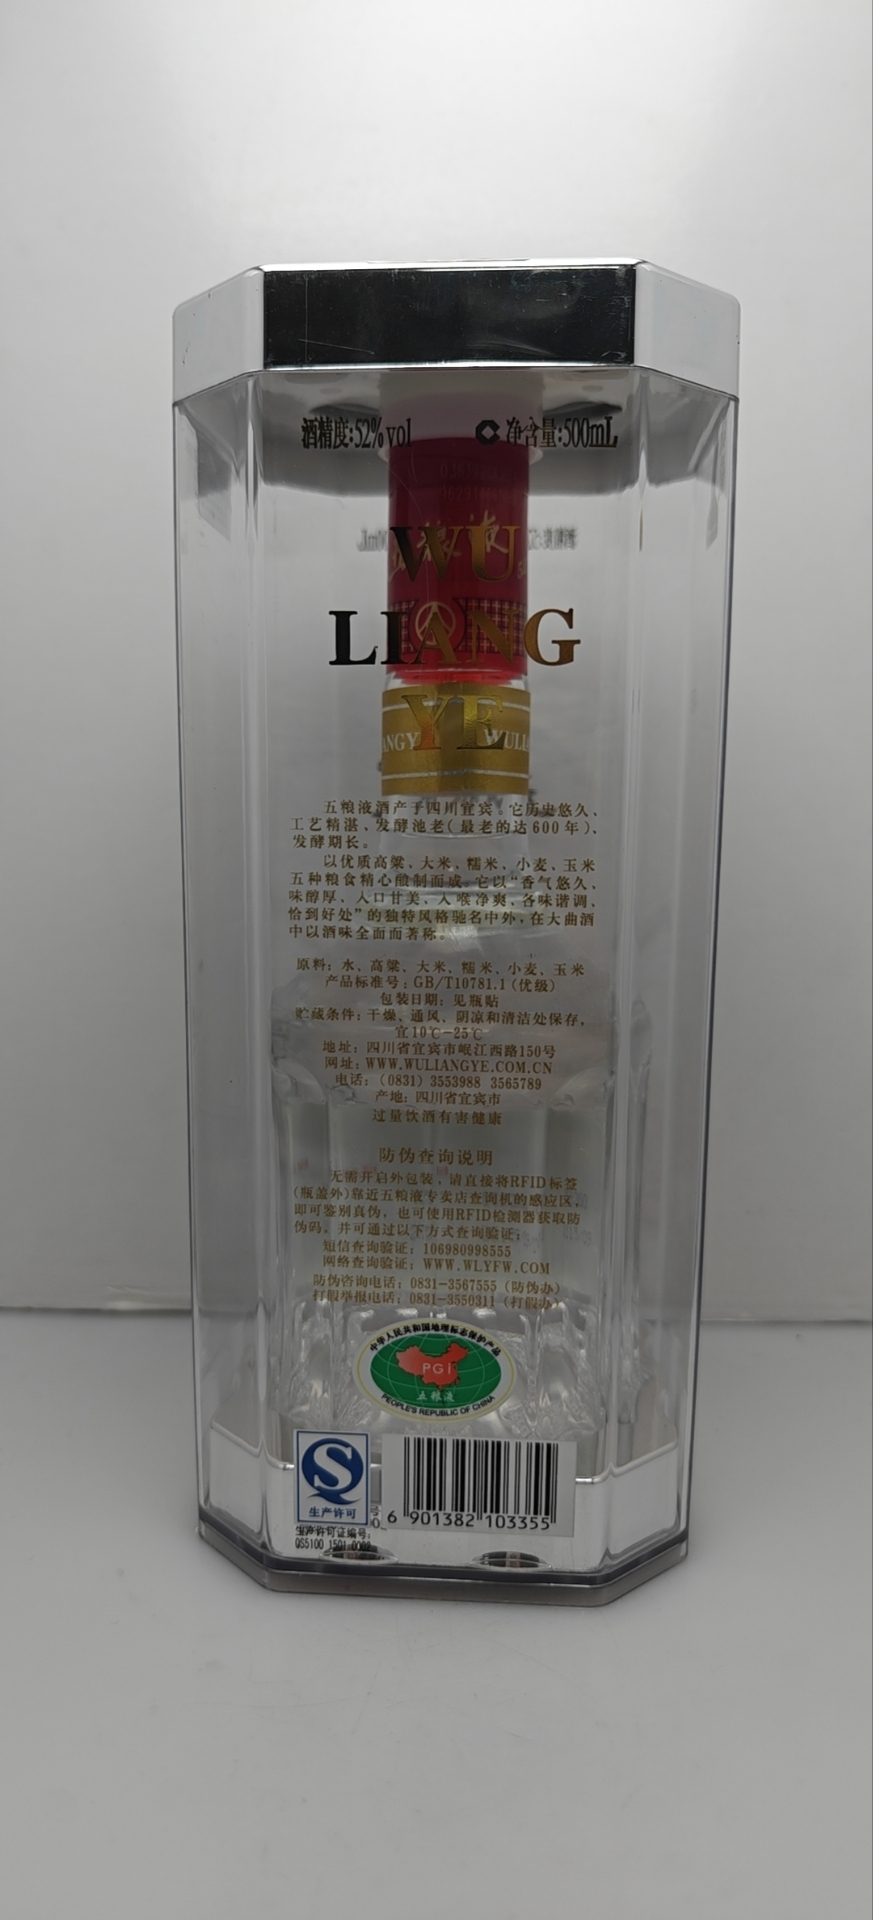 酒精度:52%vol 净含量:500mL
WU
LIANG
YE
ANGY WULI
五粮液酒产于四川宜宾。它历史悠久、
工艺精湛、发酵池老(最老的达600年)、
发酵期长。
以优质高粱、大米、糯米、小麦、玉米
五种粮食精心酿制而成。它以“香气悠久、
味醇厚、入口甘美、入喉净爽、各味谐调、
恰到好处”的独特风格驰名中外,在大曲酒
中以酒味全面而著称。
原料:水、高粱、大米、糯米、小麦、玉米
产品标准号:GB/T10781.1(优级)
包装日期:见瓶贴
贮藏条件:干燥、通风、阴凉和清洁处保存,
宜10℃-25℃
地址:四川省宜宾市岷江西路150号
网址:WWW.WULIANGYE.COM.CN
电话:(0831)3553988 3565789
产地:四川省宜宾市
过量饮酒有害健康
防伪查询说明
无需开启外包装,请直接将RFID标签
(瓶盖外)靠近五粮液专卖店查询机的感应区,
即可鉴别真伪,也可使用RFID检测器获取防
伪码,并可通过以下方式查询验证:
短信查询验证:106980998555
网络查询验证:WWW.WLYFW.COM
防伪咨询电话:0831-3567555(防伪办)
打假举报电话:0831-3550311(打假办)
中华人民共和国地理标志保护产品
PGI
五粮液
PEOPLE'S REPUBLIC OF CHINA
生产许可
6 901382 103355
生产许可证编号:
QS5100 1501 0002